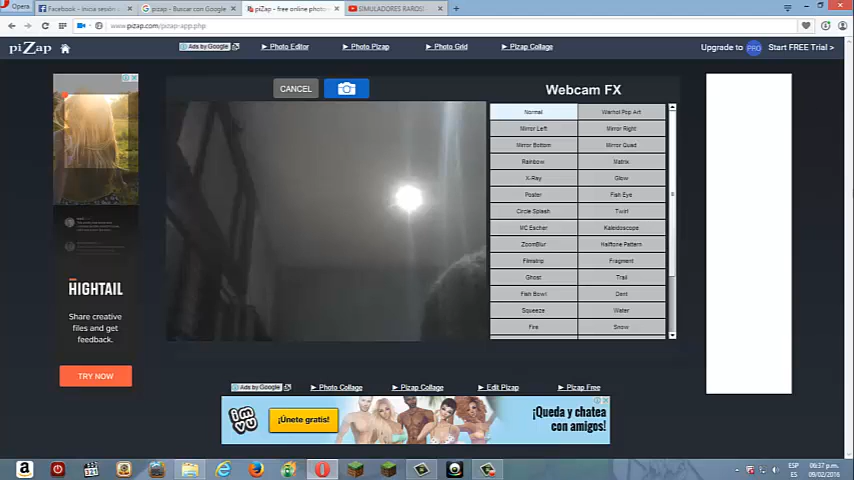 Opera
Facebook - inicia sesión
pizap - Buscar con Google
piZap - free online photo
SIMULADORES BAROSI
www.pizap.com/pizap-app.php
piZap
Ads by Google
► Photo Editor
► Photo Pizap
► Photo Grid
► Pizap Collage
Upgrade to PRO
Start FREE Trial >
CANCEL
Webcam FX
Normal
Warhol Pop Art
Mirror Left
Mirror Right
Mirror Bottom
Mirror Quad
Rainbow
Matrix
X-Ray
Glow
Poster
Fish Eye
Circle Splash
Twirl
MC Escher
Kaleidoscope
ZoomBlur
Halftone Pattern
Filmstrip
Fragment
Ghost
Trail
Fish Bowl
Dent
Squeeze
Water
Fire
Snow
HIGHTAIL
Share creative
files and get
feedback.
TRY NOW
Ads by Google
► Photo Collage
► Pizap Collage
► Edit Pizap
► Pizap Free
imvu
¡Únete gratis!
¡Queda y chatea
con amigos!
321
ESP
ES
06:37 p.m.
09/02/2016